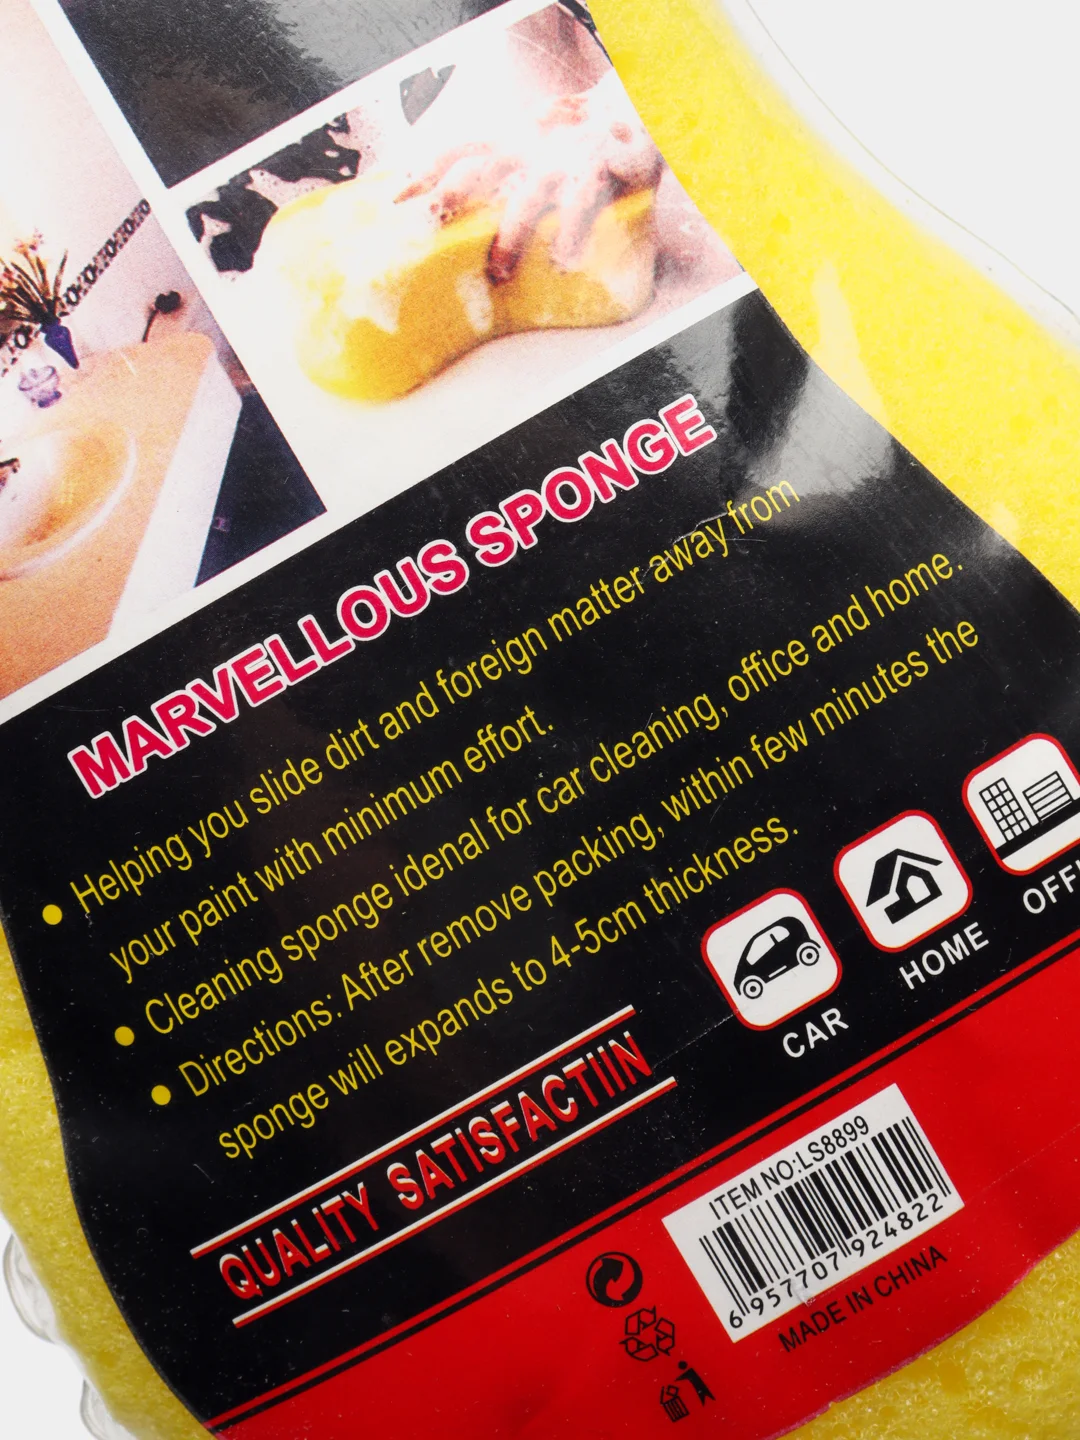 MARVELLOUS SPONGE
• Helping you slide dirt and foreign matter away from
your paint with minimum effort.
• Cleaning sponge idenal for car cleaning, office and home.
• Directions: After remove packing, within few minutes the
sponge will expands to 4-5cm thickness.
CAR
HOME
OFFI
QUALITY SATISFACTIIN
ITEM NO:LS8899
6 957707 924822
MADE IN CHINA